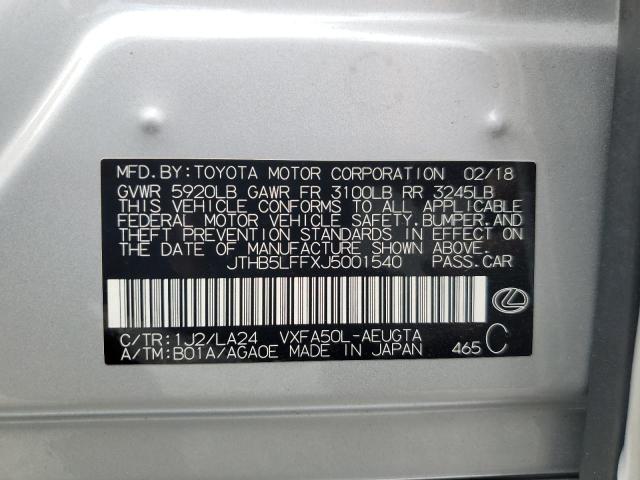 MFD.BY:TOYOTA MOTOR CORPORATION 02/18
GVWR 5920LB GAWR FR 3100LB RR 3245LB
THIS VEHICLE CONFORMS TO ALL APPLICABLE
FEDERAL MOTOR VEHICLE SAFETY,BUMPER,AND
THEFT PREVENTION STANDARDS IN EFFECT ON
THE DATE OF MANUFACTURE SHOWN ABOVE.
JTHB5LFFXJ5001540 PASS.CAR
C/TR:1J2/LA24 VXFA50L-AEUGTA
A/TM:B01A/AGA0E MADE IN JAPAN 465 C